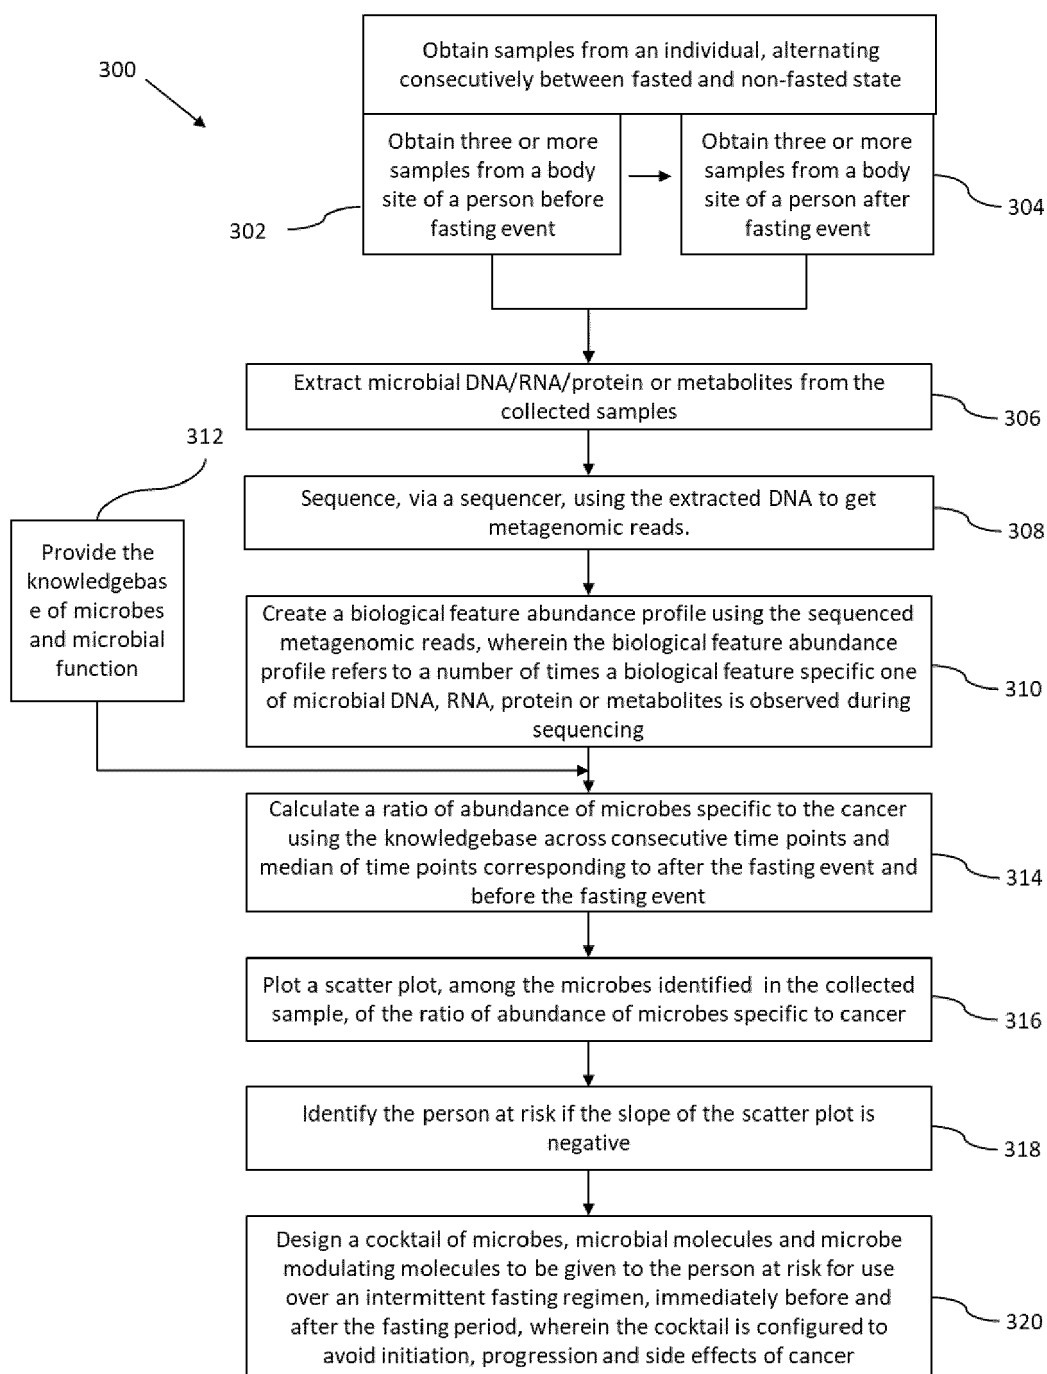 300
Obtain samples from an individual, alternating
consecutively between fasted and non-fasted state
Obtain three or more
samples from a body
site of a person before
fasting event
302
Obtain three or more
samples from a body
site of a person after
fasting event
304
Extract microbial DNA/RNA/protein or metabolites from the
collected samples
306
Sequence, via a sequencer, using the extracted DNA to get
metagenomic reads.
308
312
Provide the
knowledgebas
e of microbes
and microbial
function
Create a biological feature abundance profile using the sequenced
metagenomic reads, wherein the biological feature abundance
profile refers to a number of times a biological feature specific one
of microbial DNA, RNA, protein or metabolites is observed during
sequencing
310
Calculate a ratio of abundance of microbes specific to the cancer
using the knowledgebase across consecutive time points and
median of time points corresponding to after the fasting event and
before the fasting event
314
Plot a scatter plot, among the microbes identified in the collected
sample, of the ratio of abundance of microbes specific to cancer
316
Identify the person at risk if the slope of the scatter plot is
negative
318
Design a cocktail of microbes, microbial molecules and microbe
modulating molecules to be given to the person at risk for use
over an intermittent fasting regimen, immediately before and
after the fasting period, wherein the cocktail is configured to
avoid initiation, progression and side effects of cancer
320